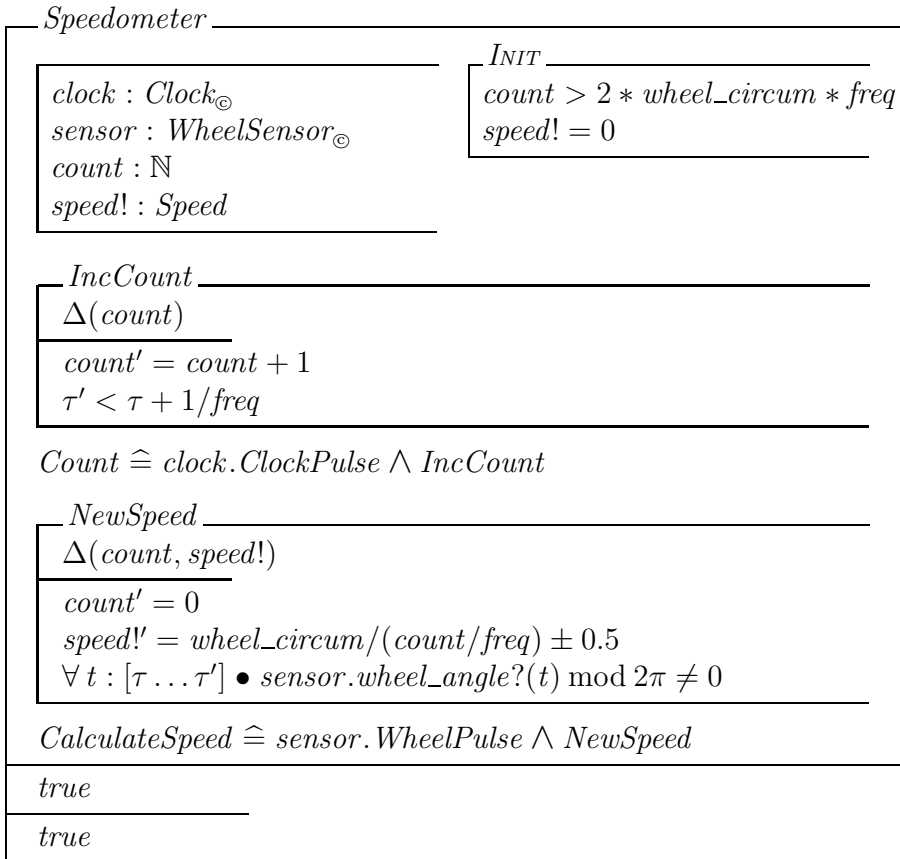 Speedometer
clock : Clock©
sensor : WheelSensor©
count : ℕ
speed! : Speed
INIT
count > 2 ∗ wheel_circum ∗ freq
speed! = 0
IncCount
Δ(count)
count′ = count + 1
τ′ < τ + 1/freq
Count ≙ clock.ClockPulse ∧ IncCount
NewSpeed
Δ(count, speed!)
count′ = 0
speed!′ = wheel_circum/(count/freq) ± 0.5
∀ t : [τ … τ′] • sensor.wheel_angle?(t) mod 2π ≠ 0
CalculateSpeed ≙ sensor.WheelPulse ∧ NewSpeed
true
true